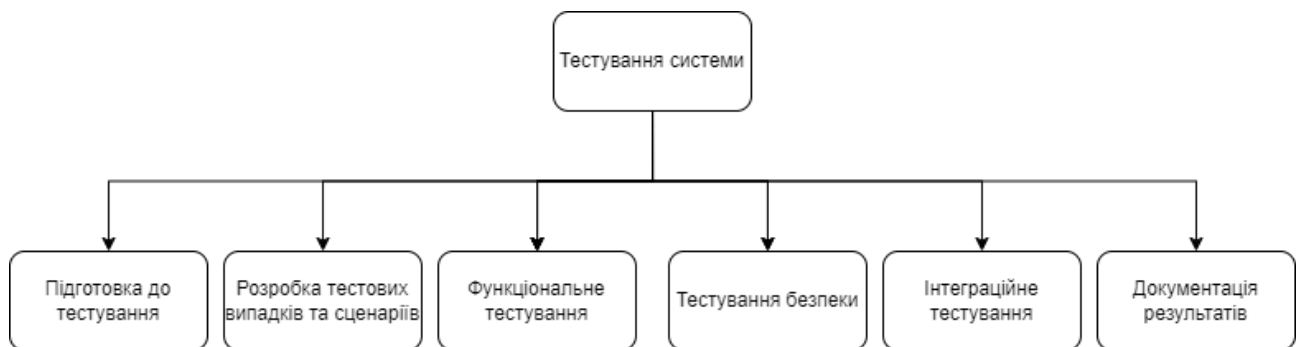 Тестування системи
Підготовка до
тестування
Розробка тестових
випадків та сценаріїв
Функціональне
тестування
Тестування безпеки
Інтеграційне
тестування
Документація
результатів